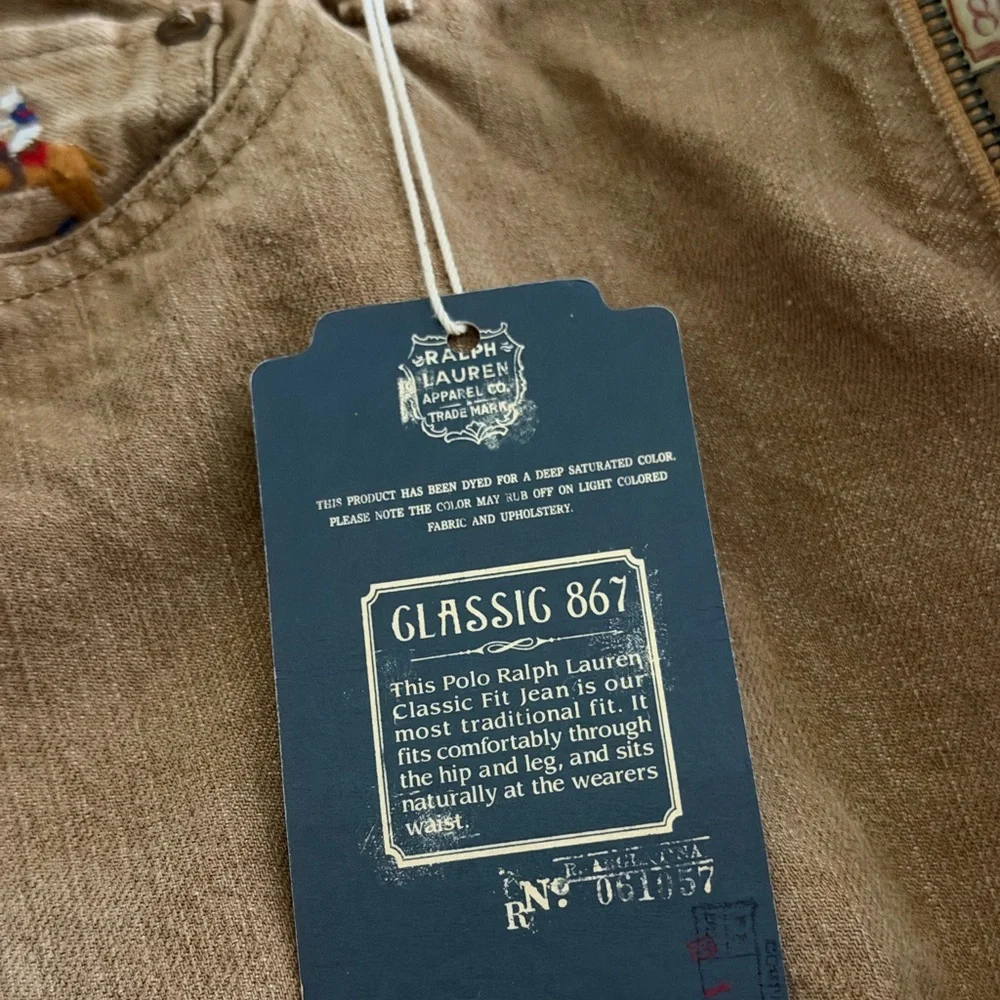 RALPH
LAUREN
APPAREL CO.
TRADE MARK
THIS PRODUCT HAS BEEN DYED FOR A DEEP SATURATED COLOR.
PLEASE NOTE THE COLOR MAY RUB OFF ON LIGHT COLORED
FABRIC AND UPHOLSTERY.
CLASSIC 867
This Polo Ralph Lauren
Classic Fit Jean is our
most traditional fit. It
fits comfortably through
the hip and leg, and sits
naturally at the wearers
waist.
RNº: